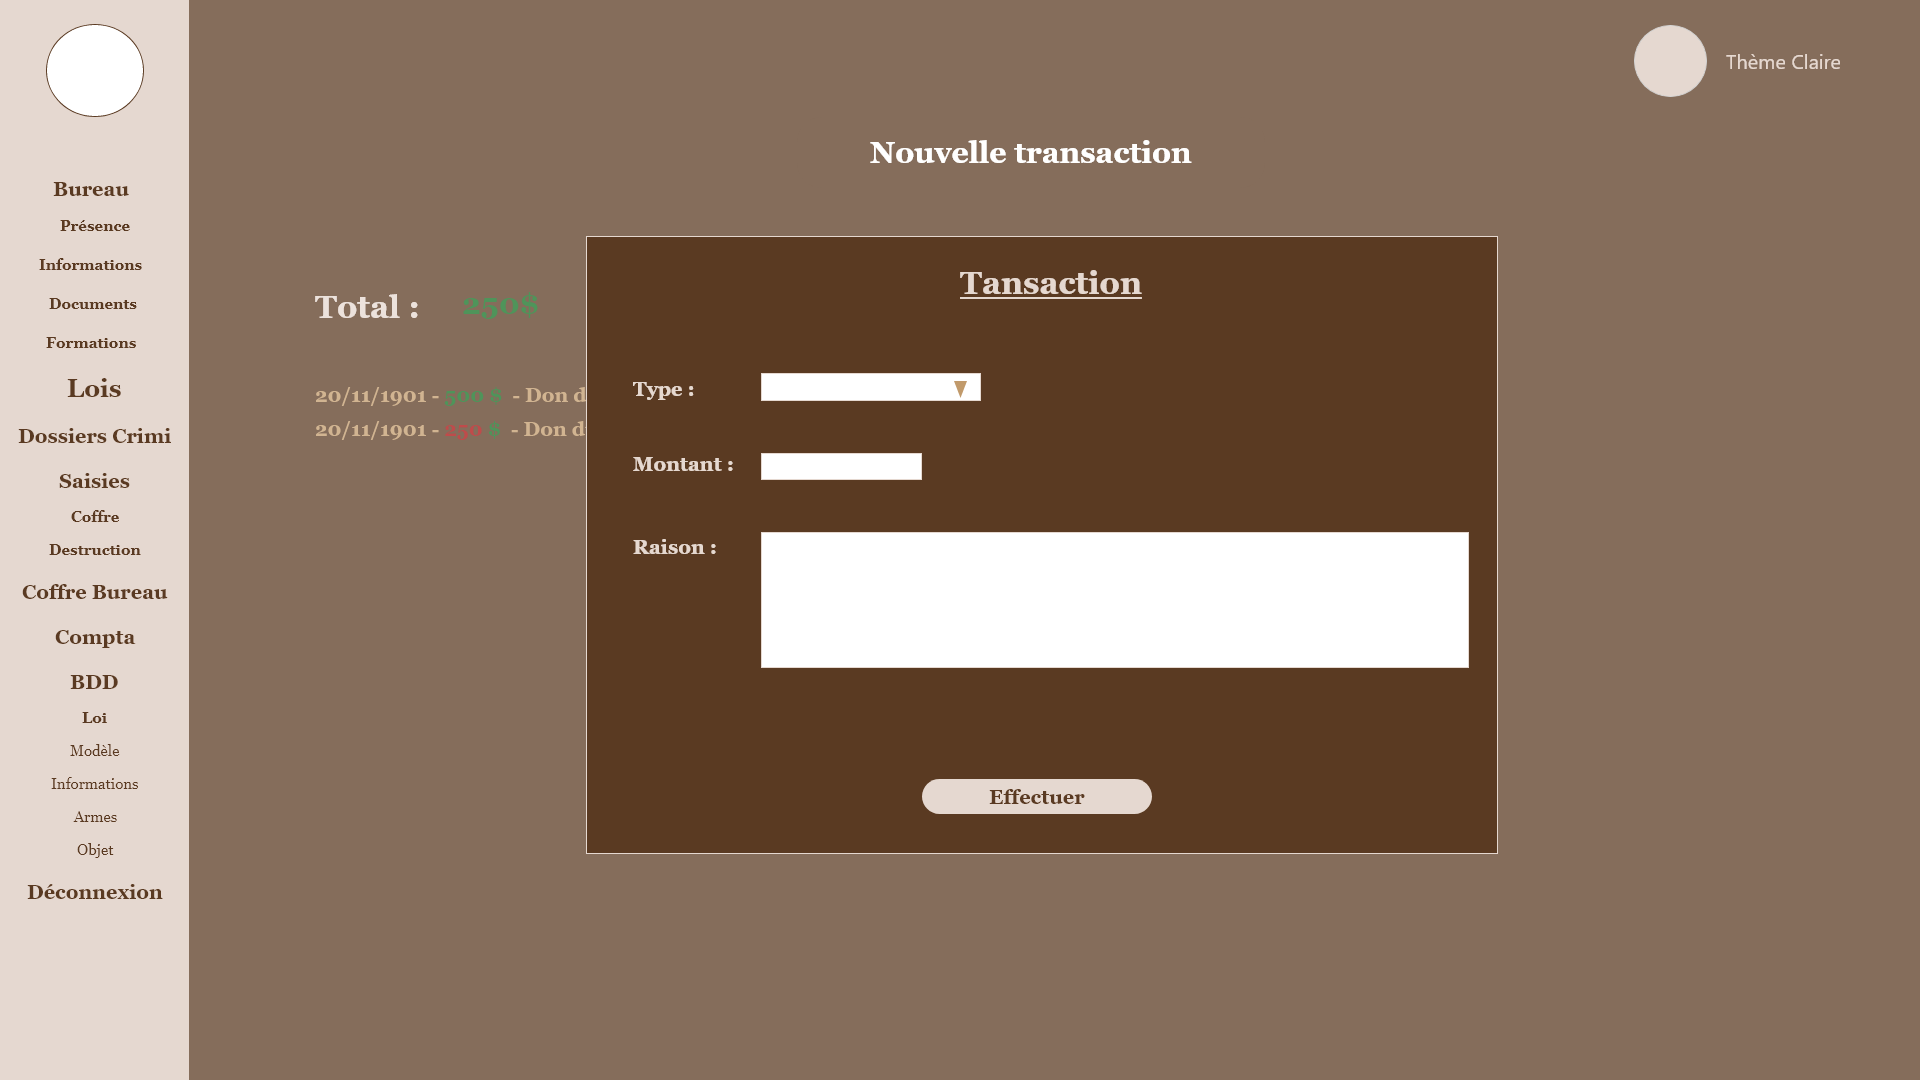 Thème Claire
Nouvelle transaction
Bureau
Présence
Informations
Documents
Formations
Lois
Dossiers Crimi
Saisies
Coffre
Destruction
Coffre Bureau
Compta
BDD
Loi
Modèle
Informations
Armes
Objet
Déconnexion
Total : 250$
20/11/1901 - 500 $ - Don d
20/11/1901 - 250 $ - Don d
Tansaction
Type :
Montant :
Raison :
Effectuer